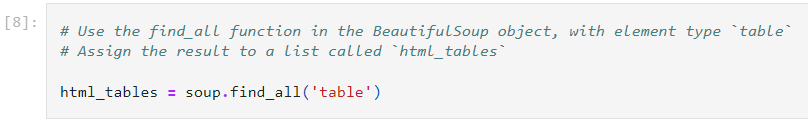 [8]:
# Use the find_all function in the BeautifulSoup object, with element type `table`
# Assign the result to a list called `html_tables`
html_tables = soup.find_all('table')